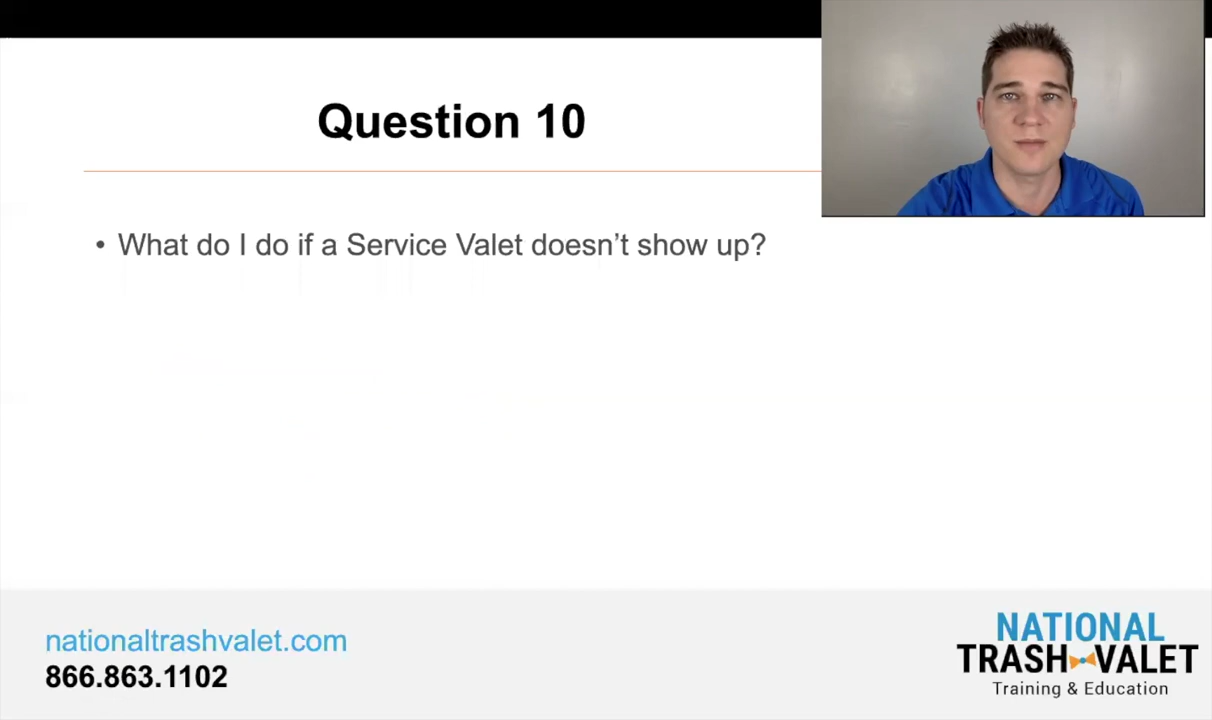 Question 10
• What do I do if a Service Valet doesn’t show up?
nationaltrashvalet.com
866.863.1102
NATIONAL
TRASH VALET
Training & Education